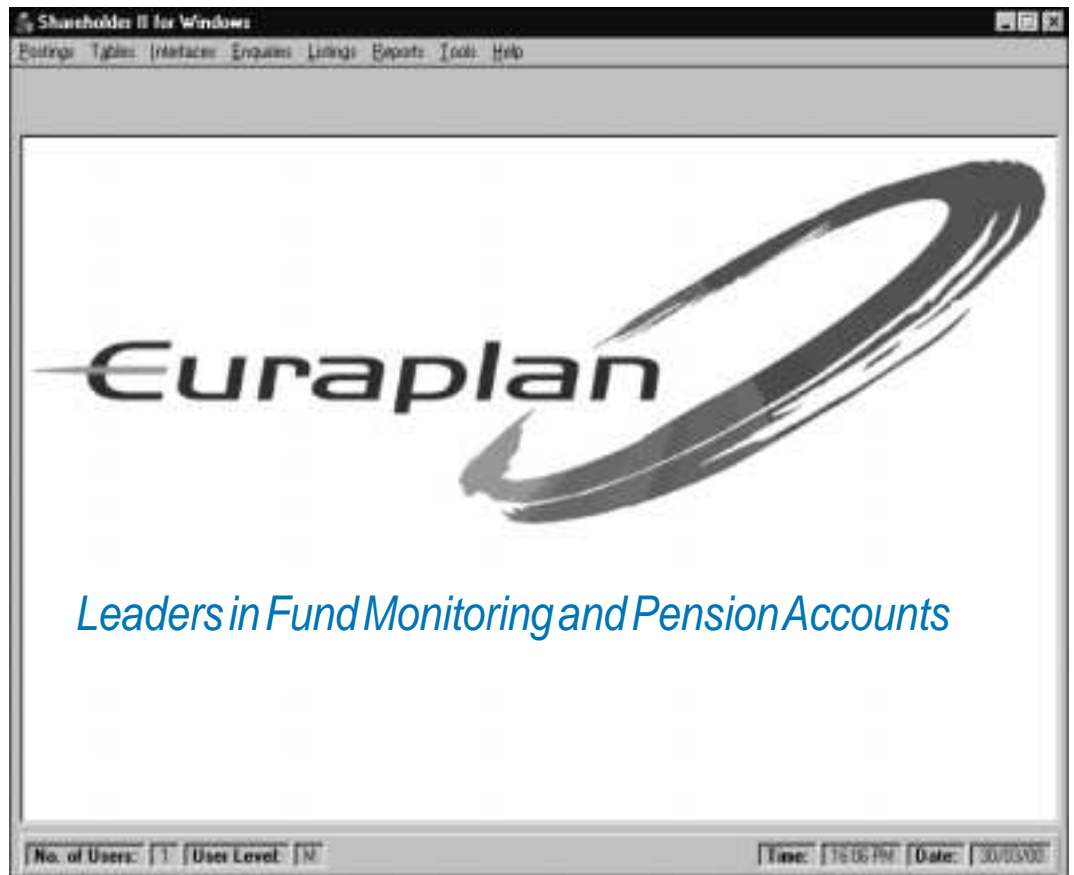 Shareholder II for Windows
Postings Tables Interfaces Enquiries Listings Reports Tools Help
Euraplan
Leaders in Fund Monitoring and Pension Accounts
No. of Users: 1 User Level: M Time: 16:06 PM Date: 30/03/00